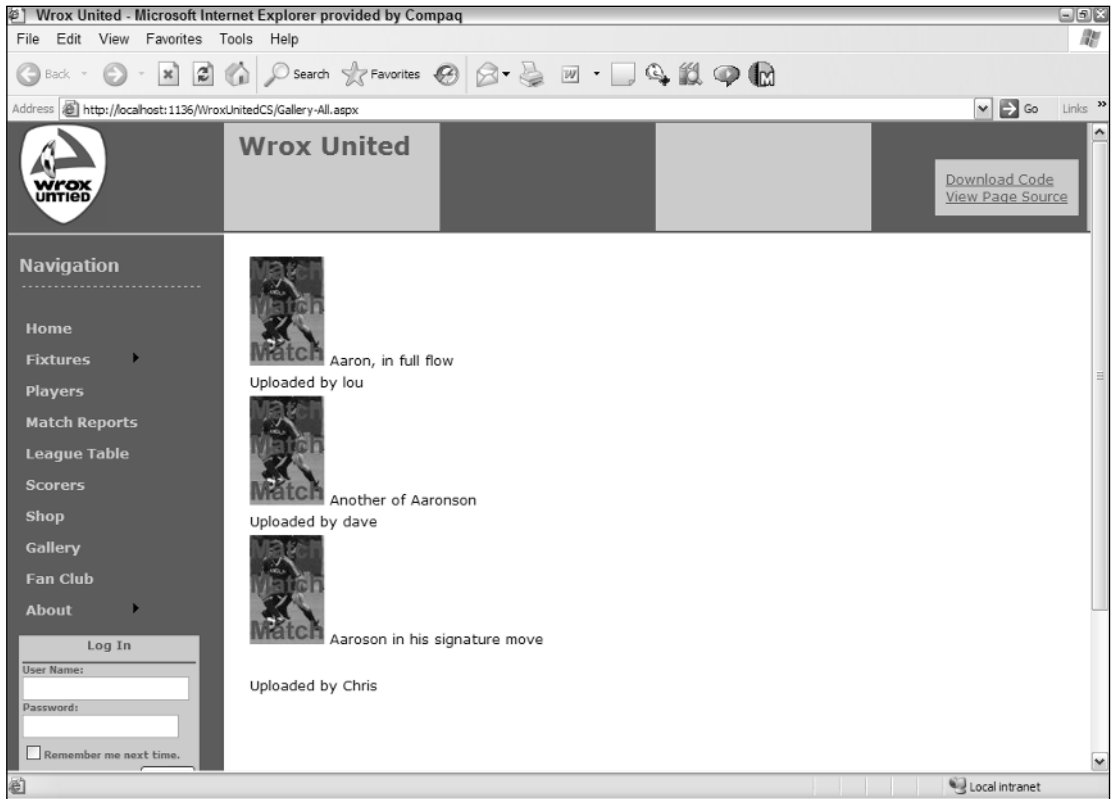 Wrox United - Microsoft Internet Explorer provided by Compaq
File Edit View Favorites Tools Help
Back Search Favorites
Address http://localhost:1136/WroxUnitedCS/Gallery-All.aspx Go Links »
wrox
UNTIED
Wrox United
Download Code
View Page Source
Navigation
Home
Fixtures
Players
Match Reports
League Table
Scorers
Shop
Gallery
Fan Club
About
Log In
User Name:
Password:
Remember me next time.
Match
Match
Match
Aaron, in full flow
Uploaded by lou
Match
Match
Match
Another of Aaronson
Uploaded by dave
Match
Match
Match
Aaroson in his signature move
Uploaded by Chris
Local intranet